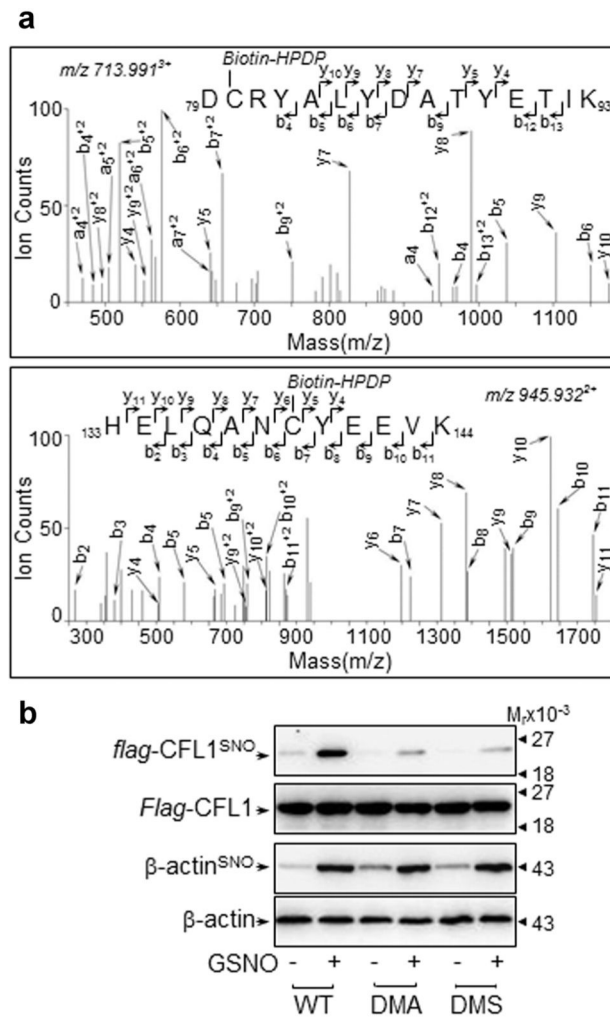 a
m/z 713.991³⁺
Biotin-HPDP
y₁₀ y₉ y₈ y₇ y₅ y₄
₇₉DCRYALYDATYETIK₉₃
b₄ b₅ b₆ b₇ b₉ b₁₂ b₁₃
a₄⁺² b₄⁺² y₈⁺² a₅⁺² y₄ b₅⁺² y₉⁺² a₆⁺² b₆⁺² y₅ a₇⁺² b₇⁺² b₉⁺² y₇ a₄ b₁₂⁺² b₄ y₈ b₁₃⁺² b₅ y₉ b₆ y₁₀
Ion Counts
100
50
0
500 600 700 800 900 1000 1100
Mass(m/z)
Biotin-HPDP
m/z 945.932²⁺
y₁₁ y₁₀ y₉ y₈ y₇ y₆ y₅ y₄
₁₃₃HELQANCYEEVK₁₄₄
b₂ b₃ b₄ b₅ b₆ b₇ b₈ b₉ b₁₀ b₁₁
b₂ b₃ y₄ b₄ b₅ y₅ b₅ y₉⁺² b₉⁺² y₁₀⁺² b₁₀⁺² b₁₁⁺² y₆ b₇ y₇ y₈ b₈ y₉ b₉ y₁₀ b₁₀ b₁₁ y₁₁
Ion Counts
100
50
0
300 500 700 900 1100 1300 1500 1700
Mass(m/z)
b
Mᵣx10⁻³
flag-CFL1ˢᴺᴼ
27
18
Flag-CFL1
27
18
β-actinˢᴺᴼ
43
β-actin
43
GSNO - + - + - +
WT DMA DMS